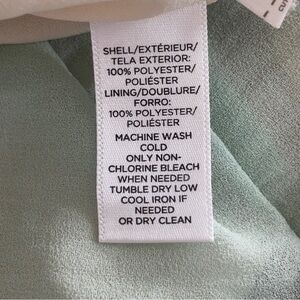 SHELL/EXTÉRIEUR/
TELA EXTERIOR:
100% POLYESTER/
POLIÉSTER
LINING/DOUBLURE/
FORRO:
100% POLYESTER/
POLIÉSTER
MACHINE WASH
COLD
ONLY NON-
CHLORINE BLEACH
WHEN NEEDED
TUMBLE DRY LOW
COOL IRON IF
NEEDED
OR DRY CLEAN